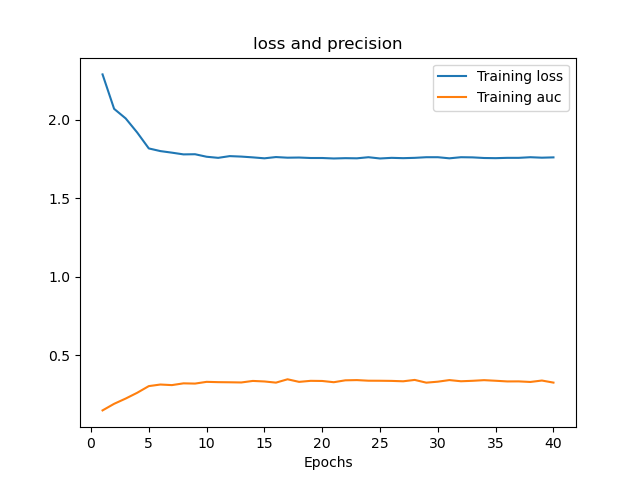 loss and precision
Training loss
Training auc
2.0
1.5
1.0
0.5
0 5 10 15 20 25 30 35 40
Epochs